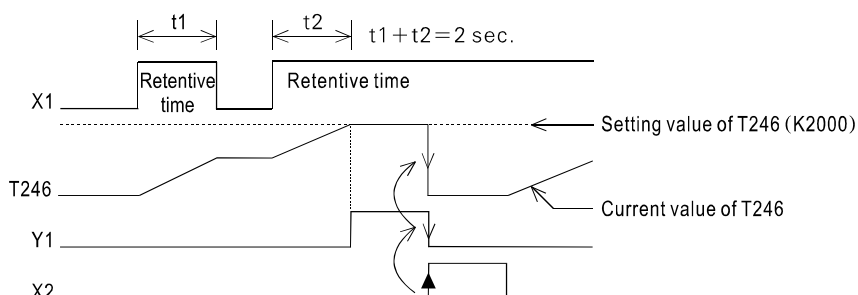 t1
t2
t1+t2=2 sec.
Retentive
time
Retentive time
X1
Setting value of T246 (K2000)
T246
Current value of T246
Y1
X2